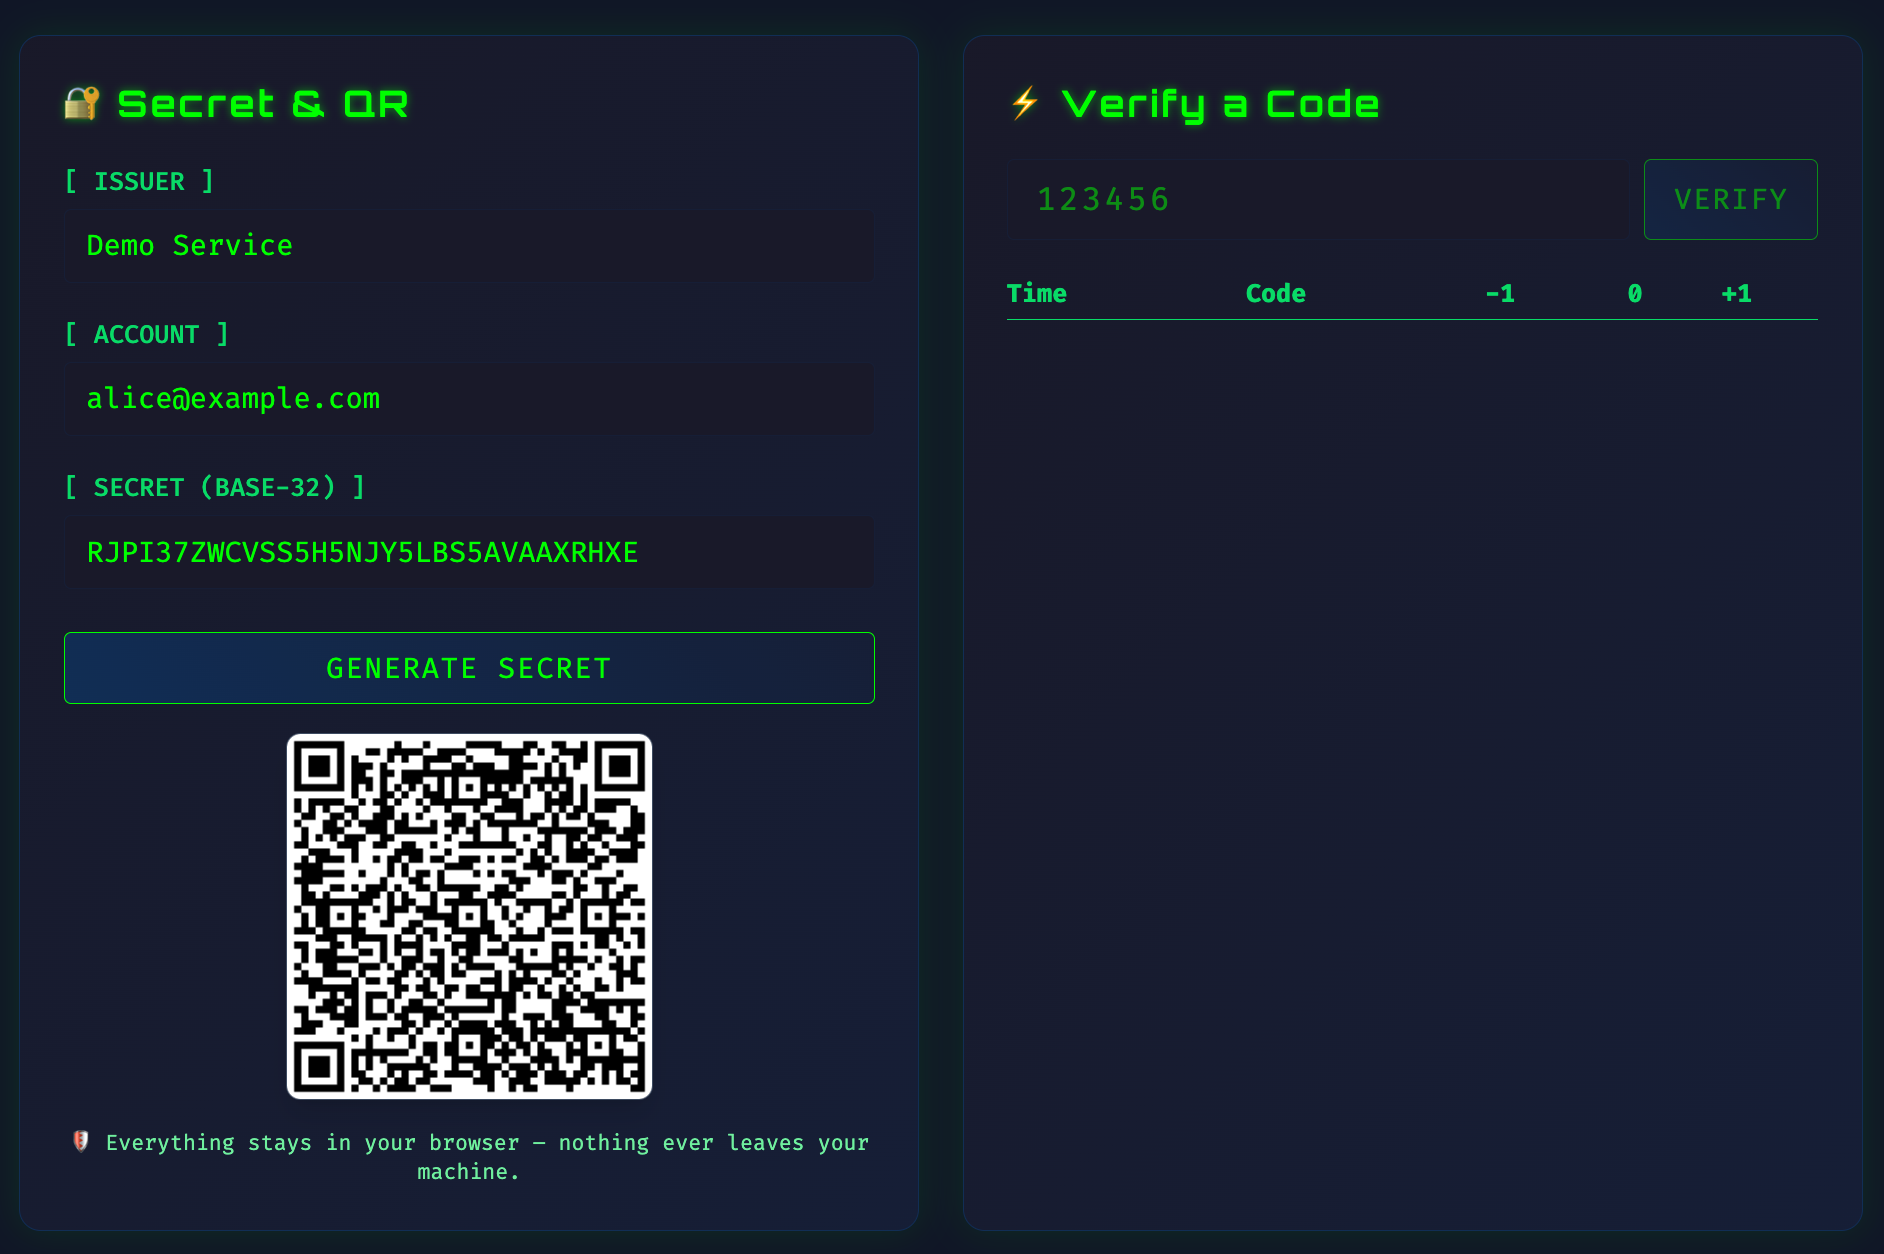 🔐 Secret & QR
[ ISSUER ]
Demo Service
[ ACCOUNT ]
alice@example.com
[ SECRET (BASE-32) ]
RJPI37ZWCVSS5H5NJY5LBS5AVAAXRHXE
GENERATE SECRET
🛡️ Everything stays in your browser — nothing ever leaves your
machine.
⚡ Verify a Code
123456
VERIFY
Time Code -1 0 +1